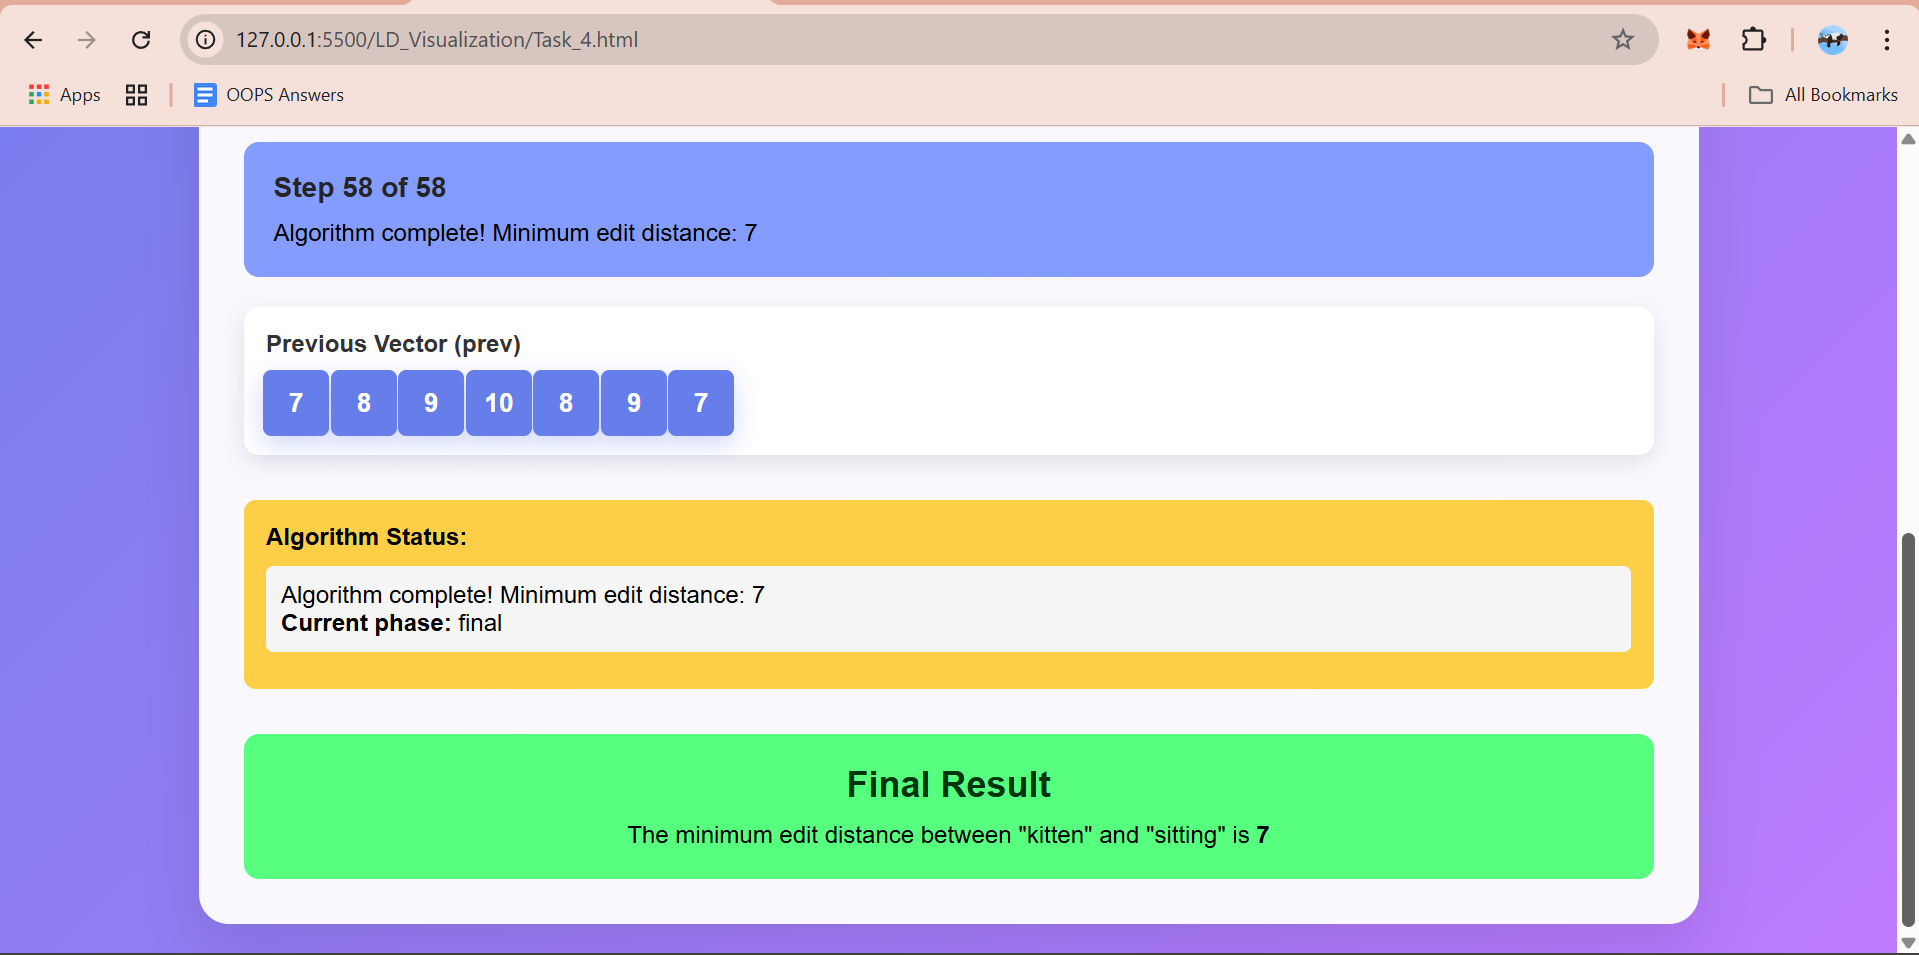 127.0.0.1:5500/LD_Visualization/Task_4.html
Apps
OOPS Answers
All Bookmarks
Step 58 of 58
Algorithm complete! Minimum edit distance: 7
Previous Vector (prev)
7 8 9 10 8 9 7
Algorithm Status:
Algorithm complete! Minimum edit distance: 7
Current phase: final
Final Result
The minimum edit distance between "kitten" and "sitting" is 7